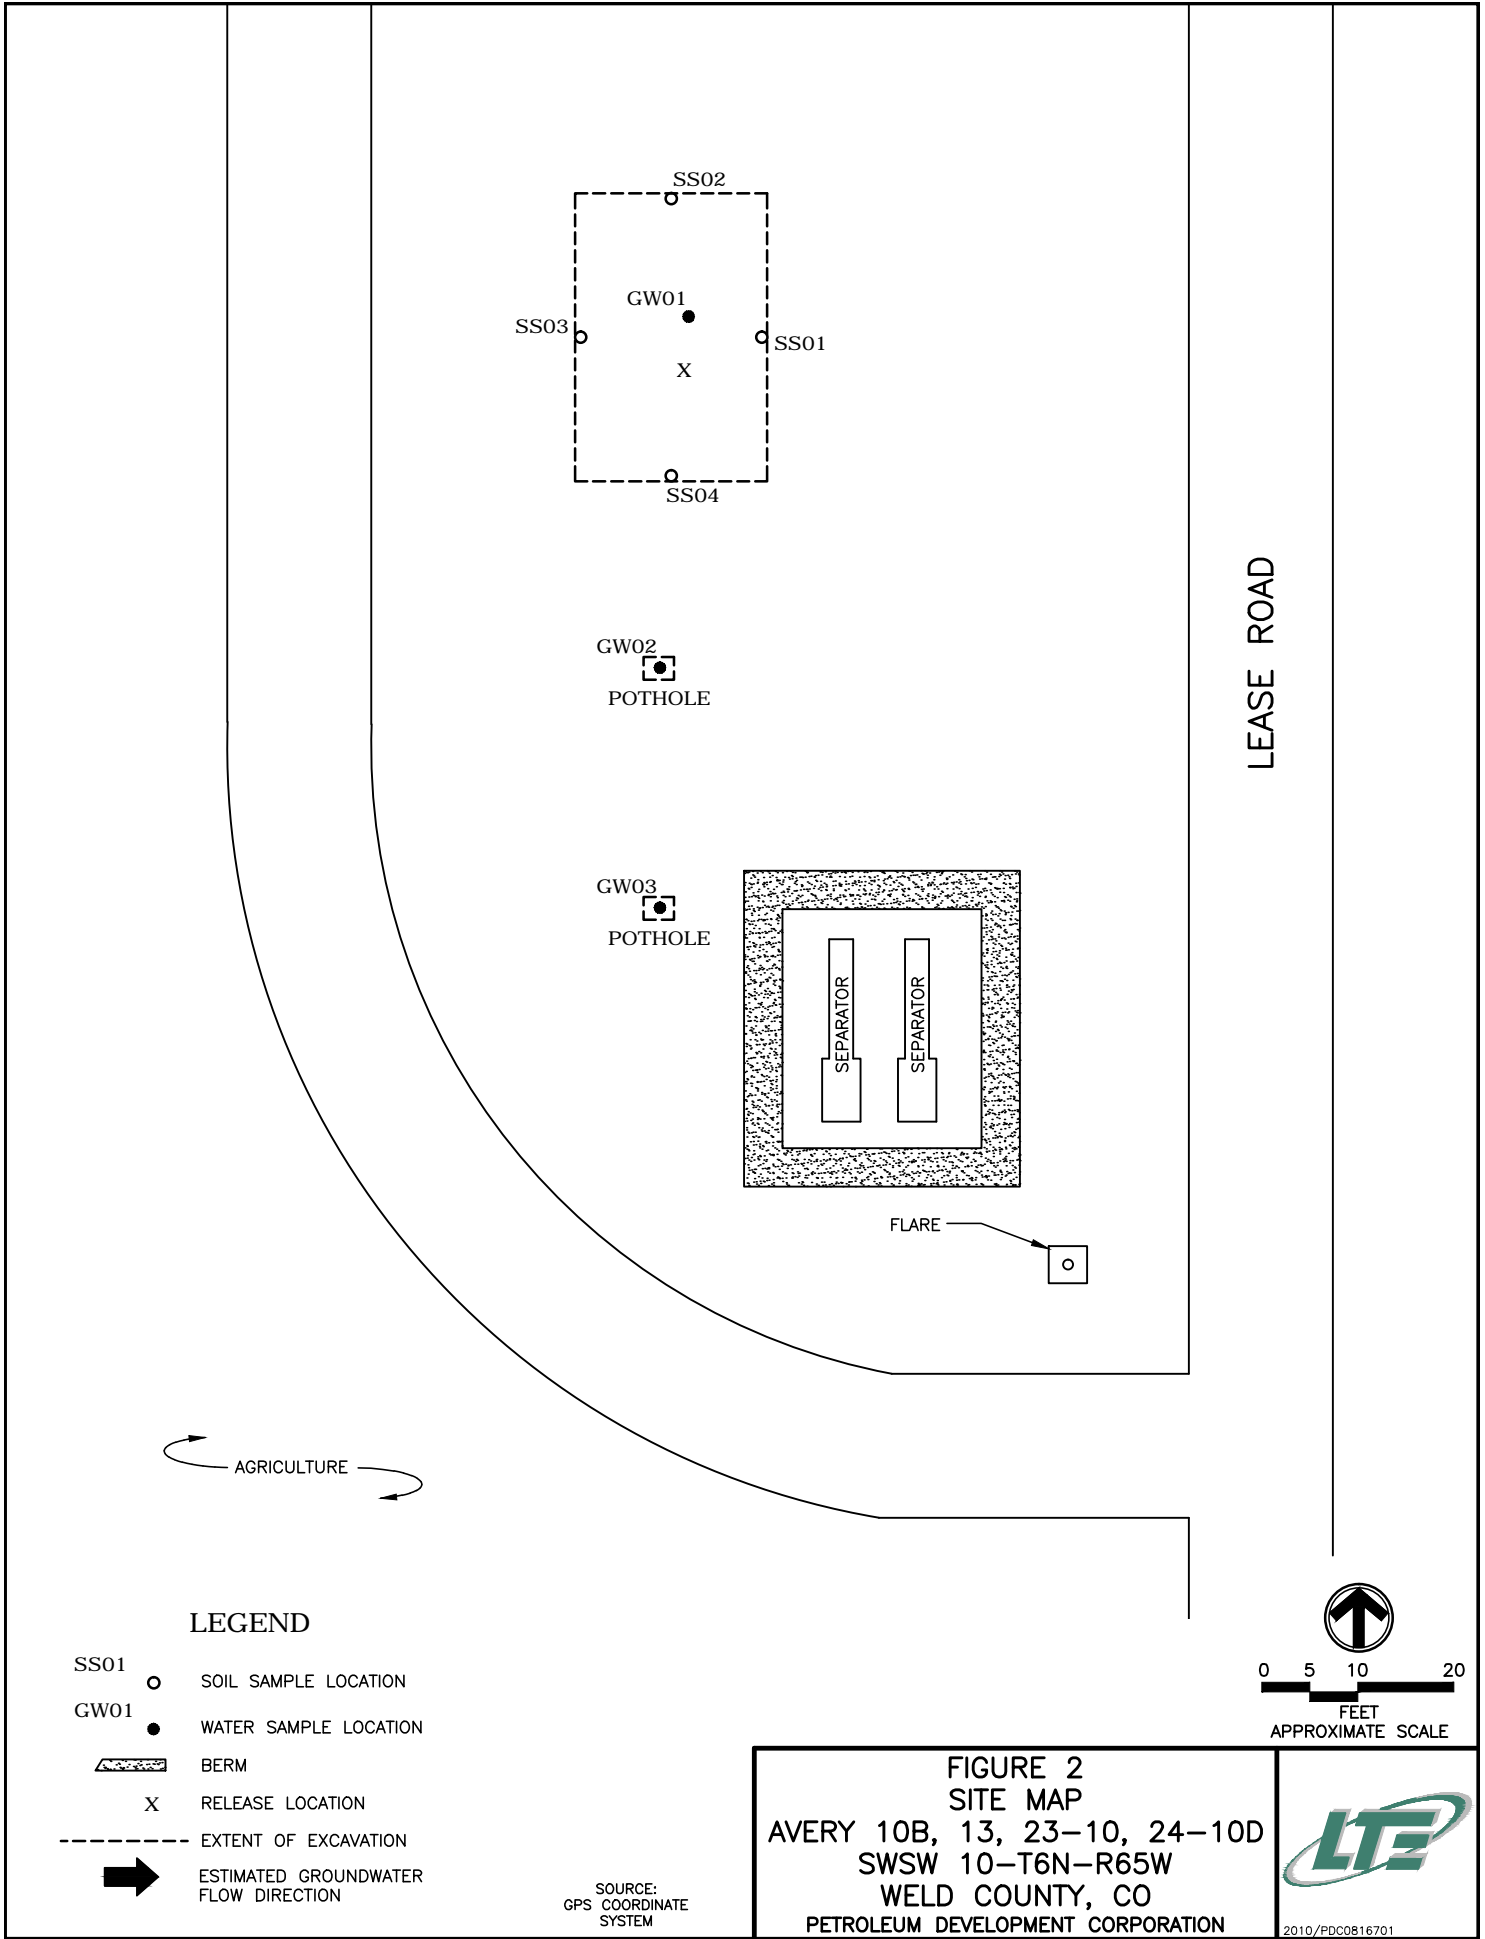 SS02
GW01
SS03
SS01
X
SS04
LEASE ROAD
GW02
POTHOLE
GW03
POTHOLE
SEPARATOR
SEPARATOR
FLARE
AGRICULTURE
LEGEND
SS01
SOIL SAMPLE LOCATION
GW01
WATER SAMPLE LOCATION
BERM
X RELEASE LOCATION
EXTENT OF EXCAVATION
ESTIMATED GROUNDWATER
FLOW DIRECTION
SOURCE:
GPS COORDINATE
SYSTEM
0 5 10 20
FEET
APPROXIMATE SCALE
FIGURE 2
SITE MAP
AVERY 10B, 13, 23-10, 24-10D
SWSW 10-T6N-R65W
WELD COUNTY, CO
PETROLEUM DEVELOPMENT CORPORATION
LTE
2010/PDC0816701